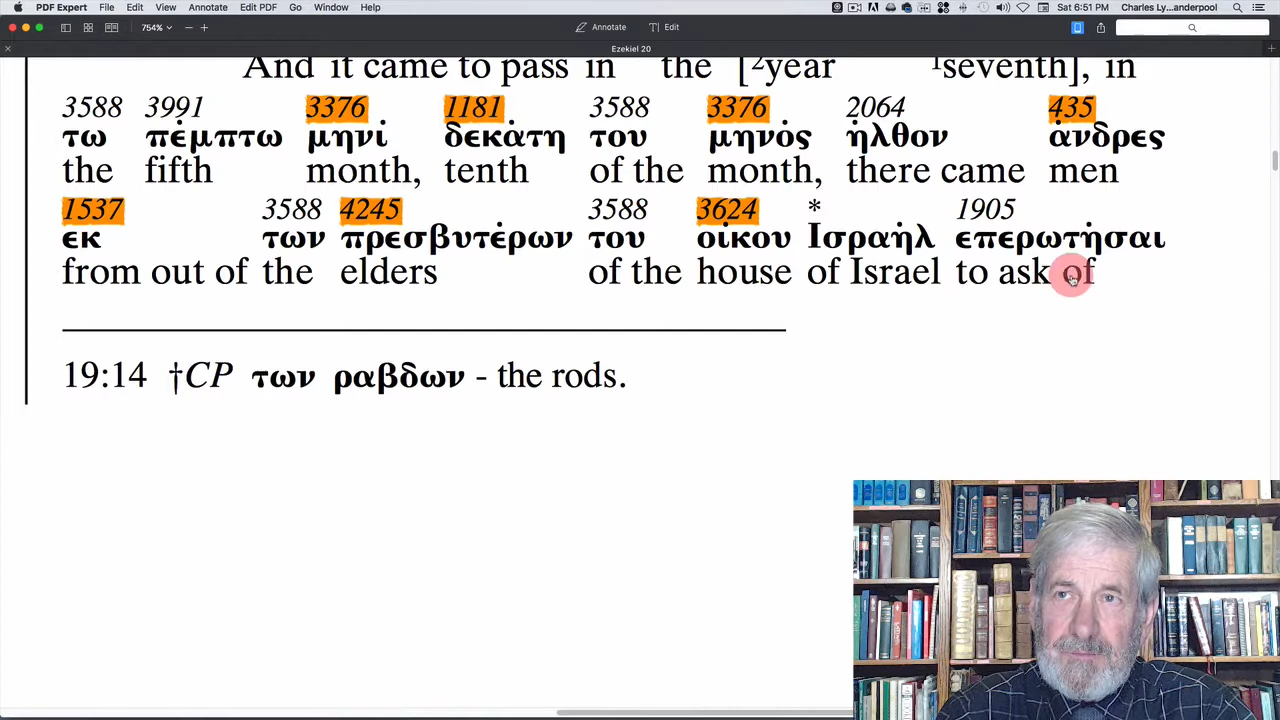 PDF Expert File Edit View Annotate Edit PDF Go Window Help Sat 6:51 PM Charles Ly...anderpool
754% Annotate Edit
Ezekiel 20
And it came to pass in the [²year ¹seventh], in
3588 3991 3376 1181 3588 3376 2064 435
τω πέμπτω μηνί δεκάτη του μηνός ήλθον άνδρες
the fifth month, tenth of the month, there came men
1537 3588 4245 3588 3624 * 1905
εκ των πρεσβυτέρων του οίκου Ισραήλ επερωτήσαι
from out of the elders of the house of Israel to ask of
19:14 †CP των ραβδων - the rods.